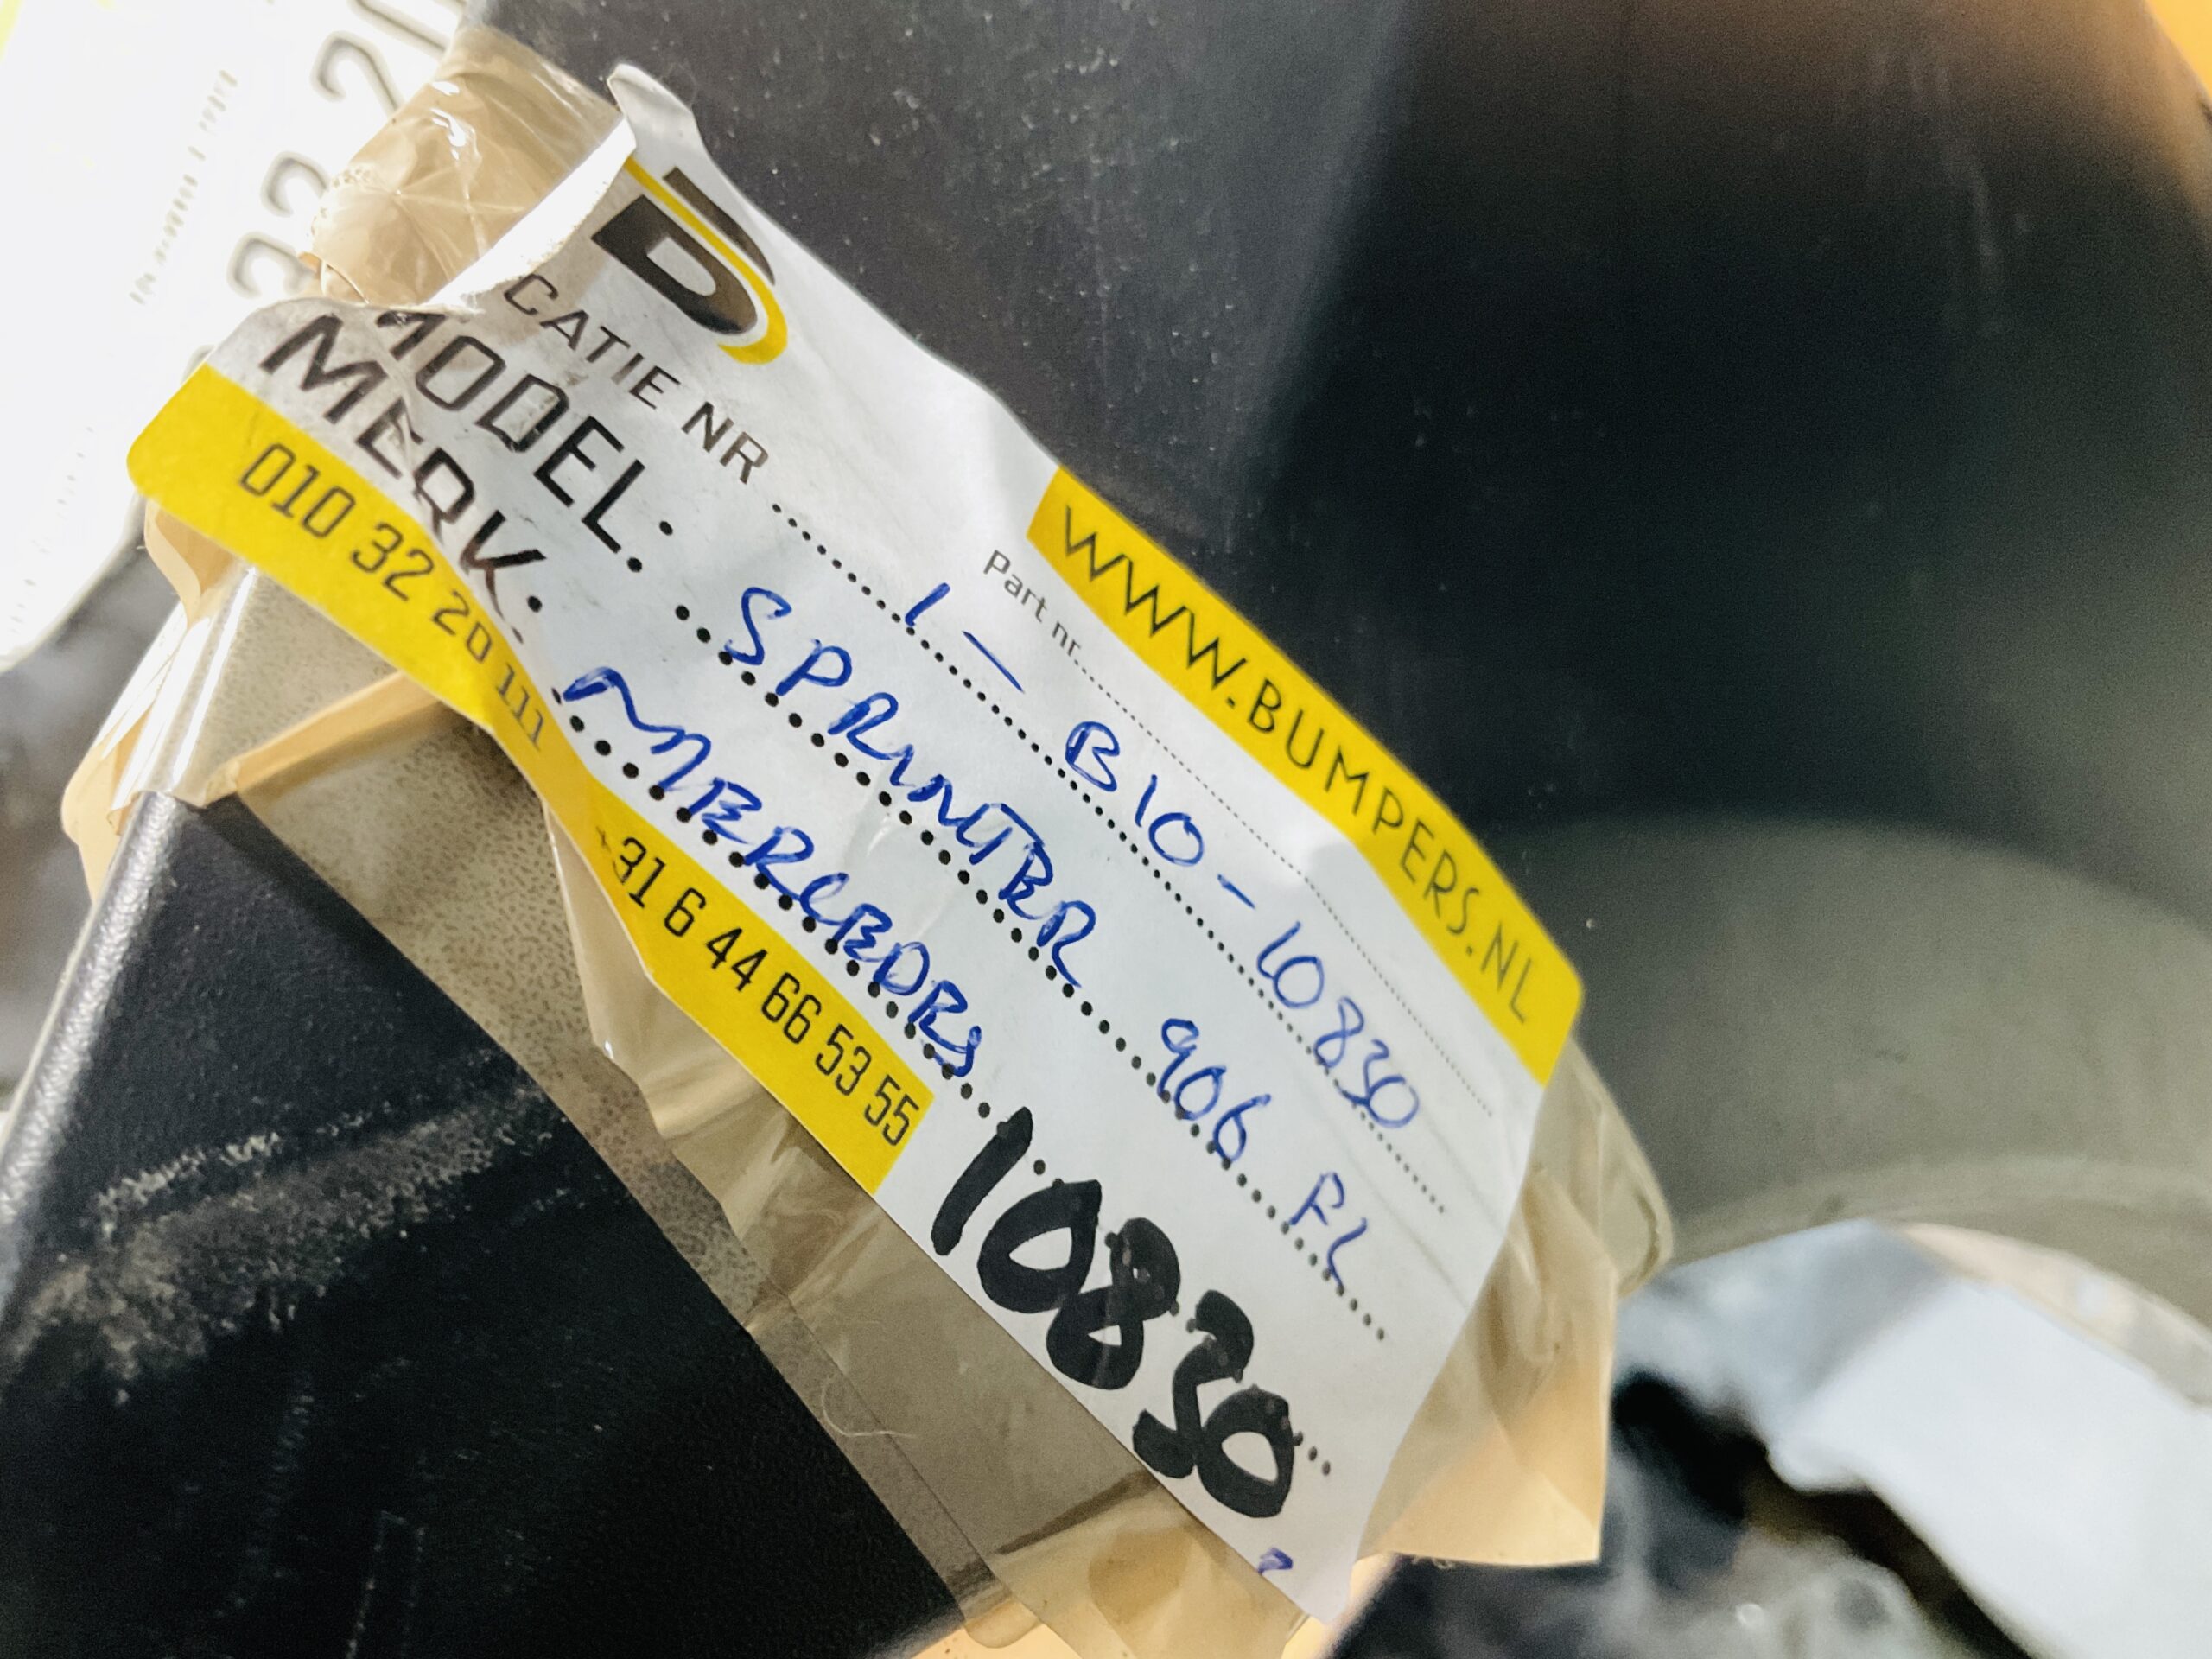 WWW.BUMPERS.NL
Part nr.
CATIE NR 1 - B10 - 10830
MODEL: SPRINTER 906 FL
MERK: MERCEDES
10830
010 32 20 111
31 6 44 66 53 55